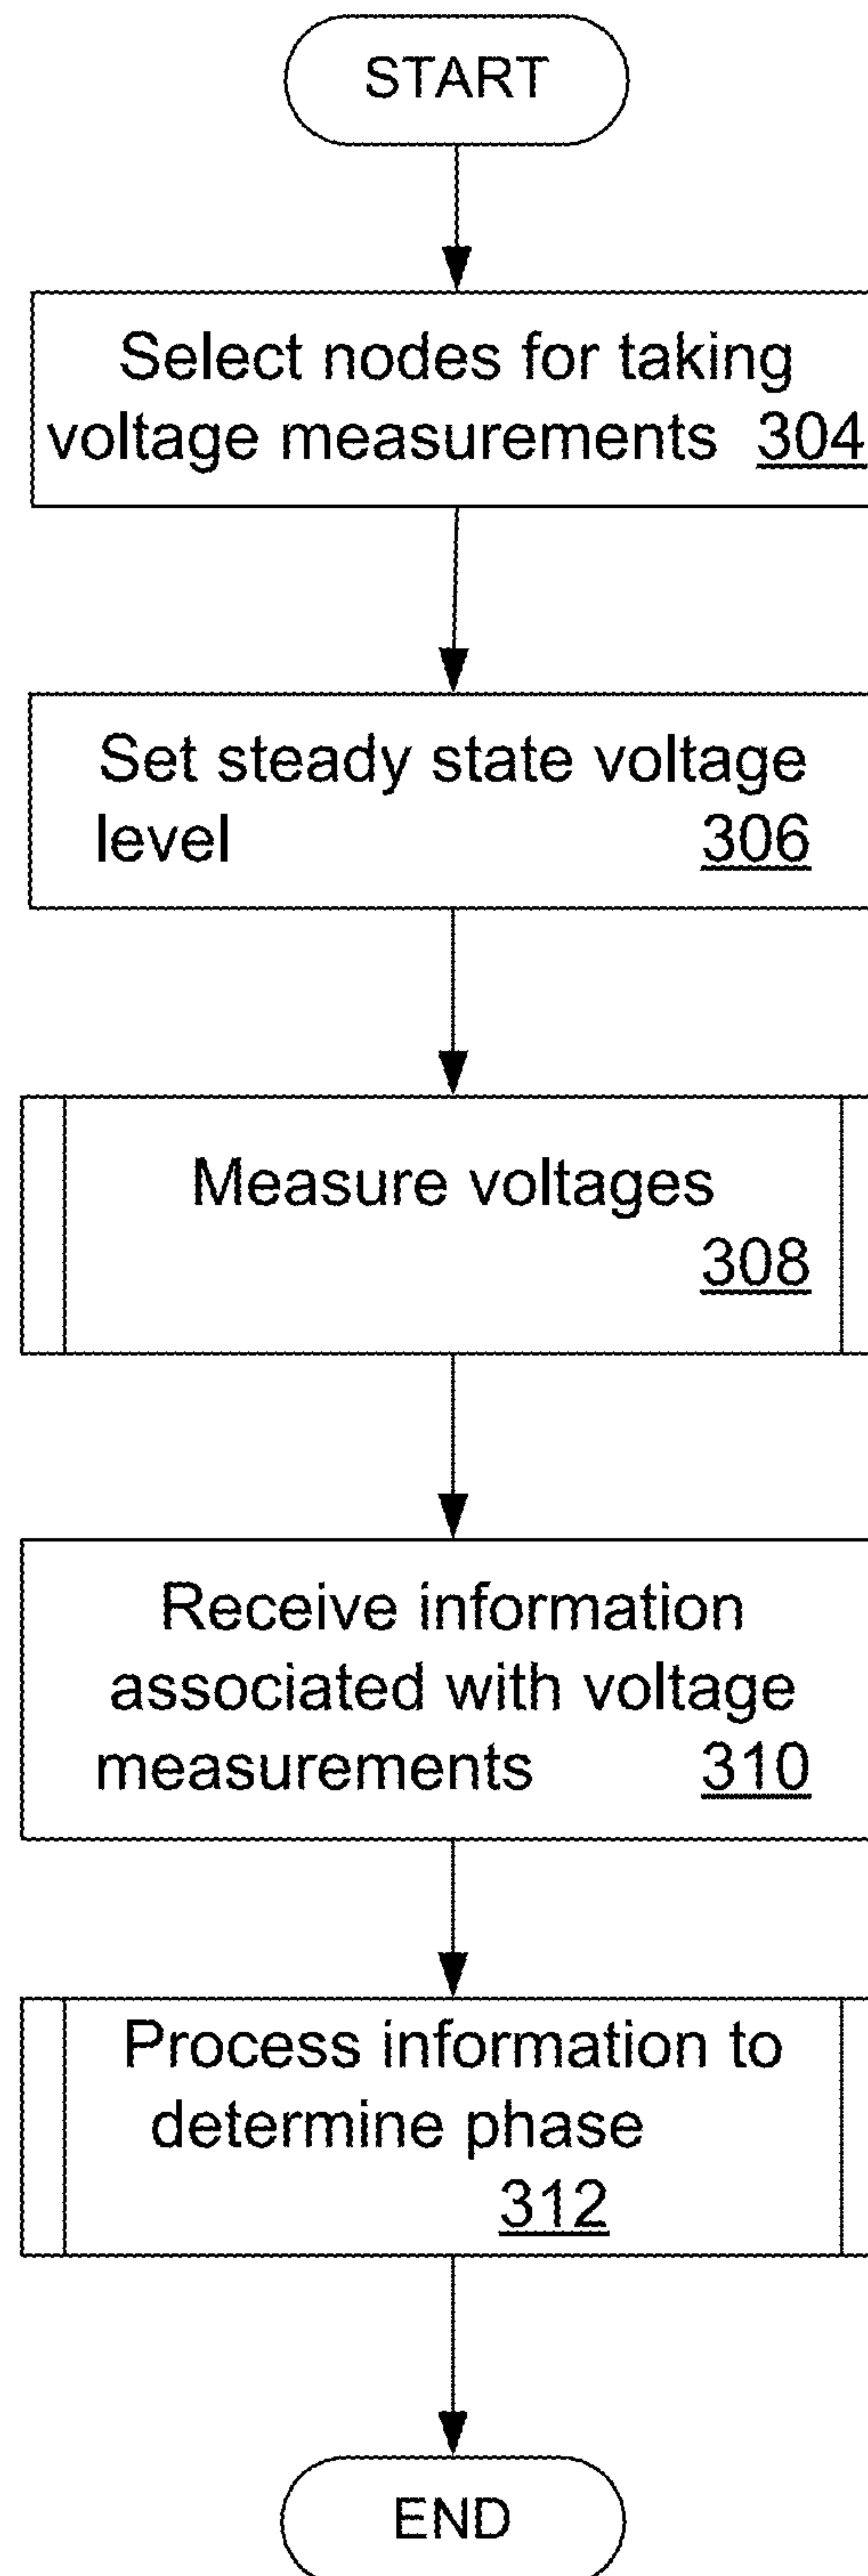 START
Select nodes for taking
voltage measurements 304
Set steady state voltage
level 306
Measure voltages
308
Receive information
associated with voltage
measurements 310
Process information to
determine phase
312
END